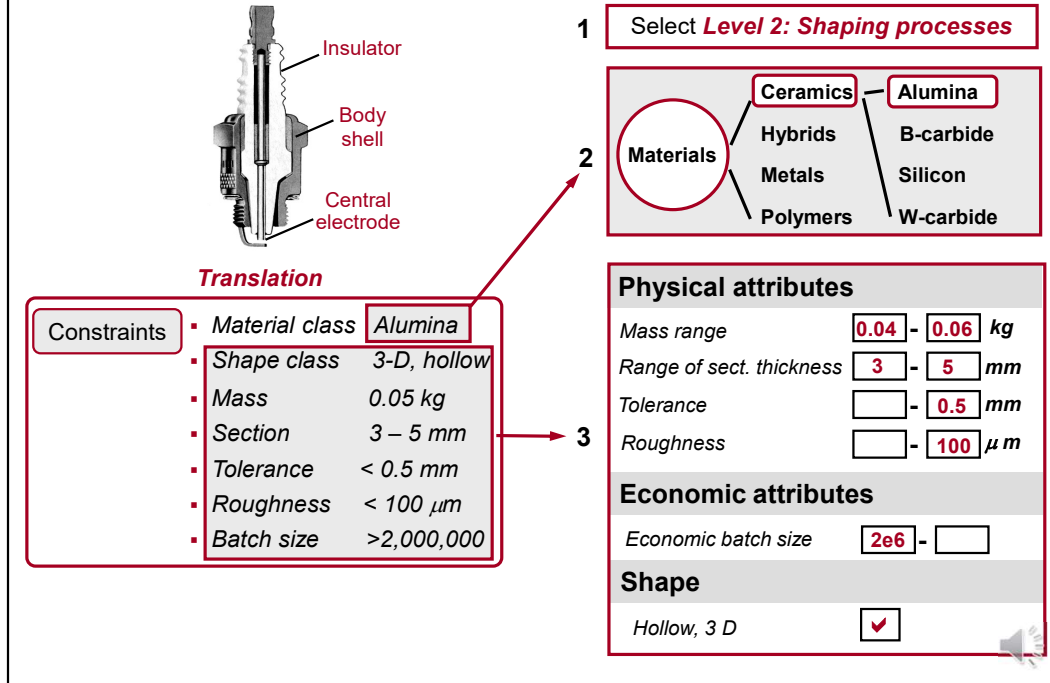 Insulator
Body
shell
Central
electrode
Translation
Constraints
▪ Material class Alumina
▪ Shape class 3-D, hollow
▪ Mass 0.05 kg
▪ Section 3 – 5 mm
▪ Tolerance < 0.5 mm
▪ Roughness < 100 μm
▪ Batch size >2,000,000
1 Select Level 2: Shaping processes
2
Materials
Ceramics Alumina
Hybrids B-carbide
Metals Silicon
Polymers W-carbide
3
Physical attributes
Mass range 0.04 - 0.06 kg
Range of sect. thickness 3 - 5 mm
Tolerance - 0.5 mm
Roughness - 100 μ m
Economic attributes
Economic batch size 2e6 -
Shape
Hollow, 3 D